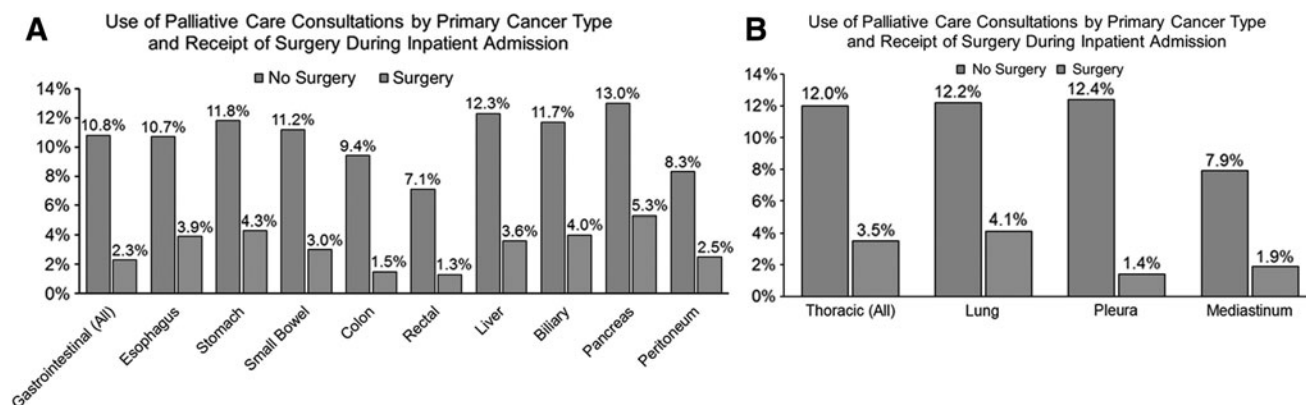 A
Use of Palliative Care Consultations by Primary Cancer Type
and Receipt of Surgery During Inpatient Admission
No Surgery Surgery
14%
12%
10%
8%
6%
4%
2%
0%
10.8%
2.3%
10.7%
3.9%
11.8%
4.3%
11.2%
3.0%
9.4%
1.5%
7.1%
1.3%
12.3%
3.6%
11.7%
4.0%
13.0%
5.3%
8.3%
2.5%
Gastrointestinal (All)
Esophagus
Stomach
Small Bowel
Colon
Rectal
Liver
Biliary
Pancreas
Peritoneum
B
Use of Palliative Care Consultations by Primary Cancer Type
and Receipt of Surgery During Inpatient Admission
No Surgery Surgery
14%
12%
10%
8%
6%
4%
2%
0%
12.0%
3.5%
12.2%
4.1%
12.4%
1.4%
7.9%
1.9%
Thoracic (All)
Lung
Pleura
Mediastinum